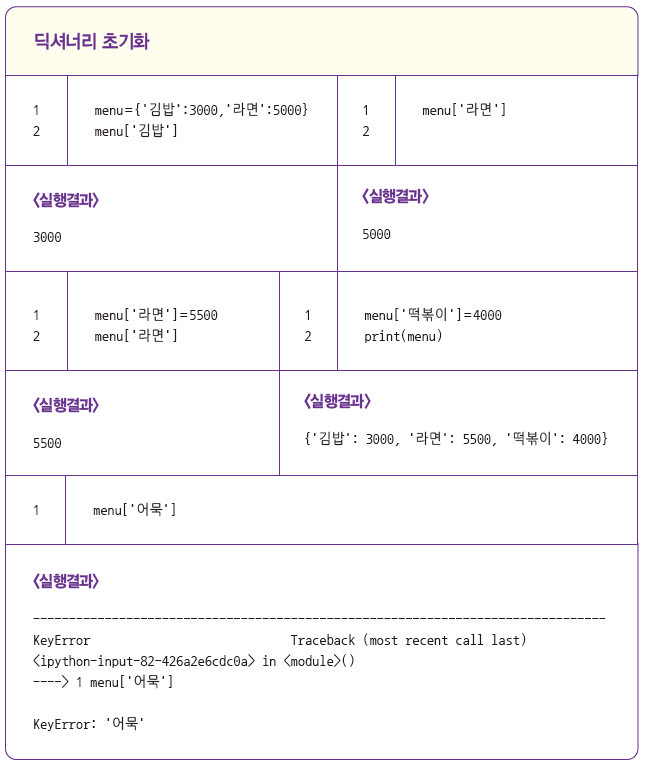 딕셔너리 초기화
1 menu={'김밥':3000,'라면':5000}
2 menu['김밥']
1 menu['라면']
2
<실행결과>
3000
<실행결과>
5000
1 menu['라면']=5500
2 menu['라면']
1 menu['떡볶이']=4000
2 print(menu)
<실행결과>
5500
<실행결과>
{'김밥': 3000, '라면': 5500, '떡볶이': 4000}
1 menu['어묵']
<실행결과>
--------------------------------------------------------------------------------
KeyError Traceback (most recent call last)
<ipython-input-82-426a2e6cdc0a> in <module>()
----> 1 menu['어묵']
KeyError: '어묵'